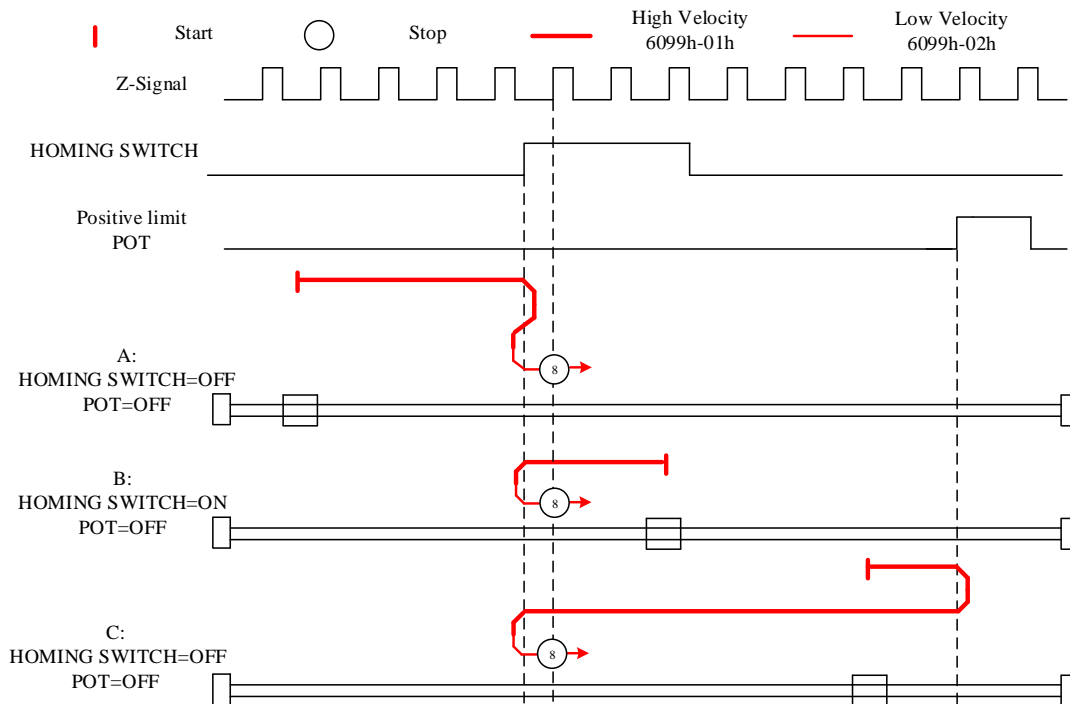 Start
Stop
High Velocity
6099h-01h
Low Velocity
6099h-02h
Z-Signal
HOMING SWITCH
Positive limit
POT
8
A:
HOMING SWITCH=OFF
POT=OFF
B:
HOMING SWITCH=ON
POT=OFF
8
C:
HOMING SWITCH=OFF
POT=OFF
8